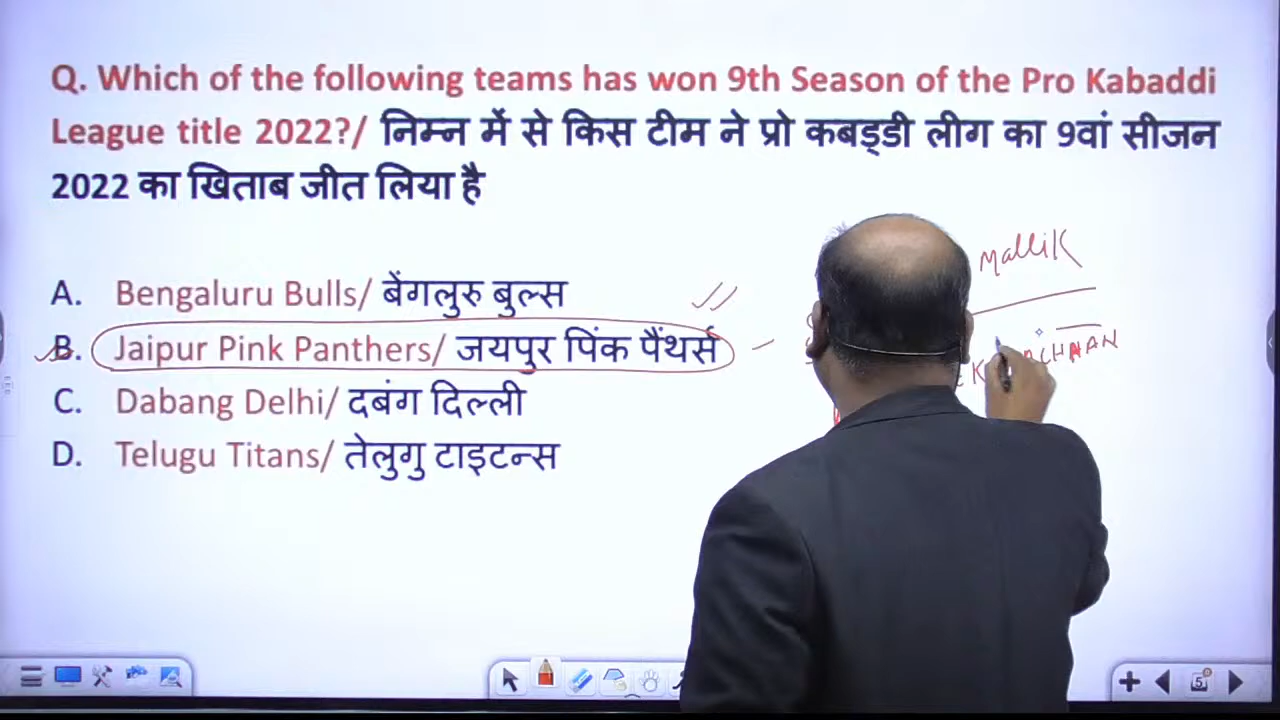 Q. Which of the following teams has won 9th Season of the Pro Kabaddi
League title 2022?/ निम्न में से किस टीम ने प्रो कबड्डी लीग का 9वां सीजन
2022 का खिताब जीत लिया है
Mallik
A. Bengaluru Bulls/ बेंगलुरु बुल्स
B. Jaipur Pink Panthers/ जयपुर पिंक पैंथर्स
C. Dabang Delhi/ दबंग दिल्ली
D. Telugu Titans/ तेलुगु टाइटन्स
5